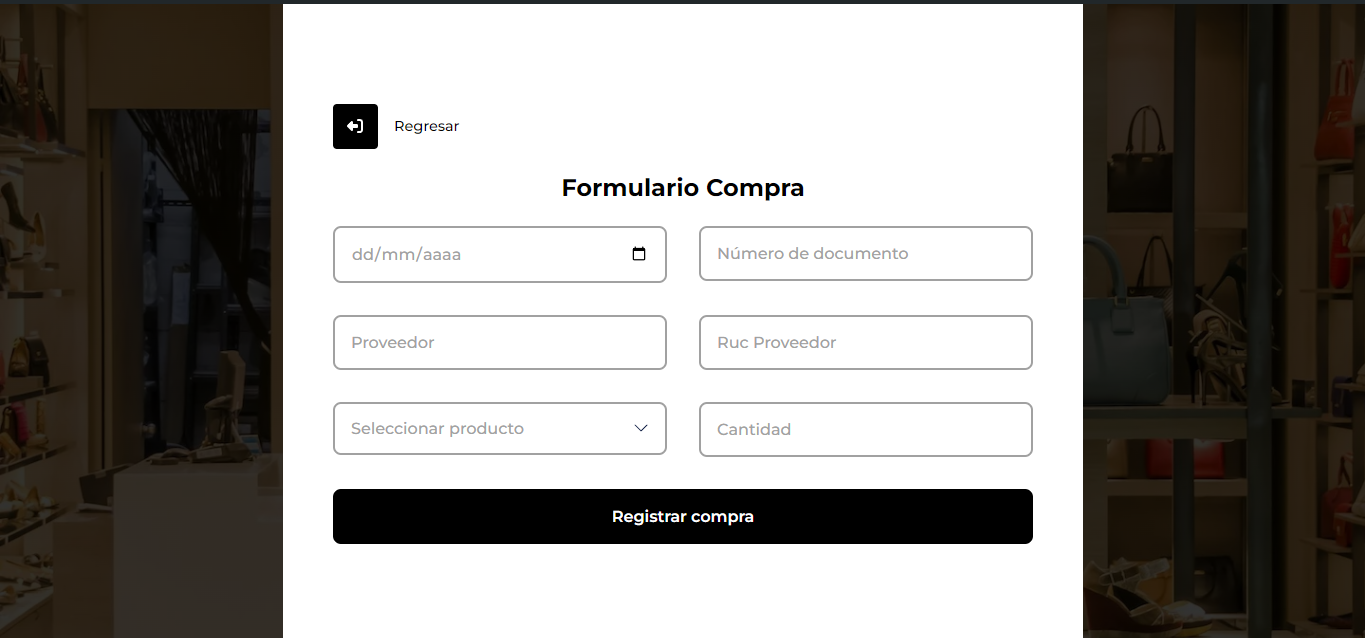 Regresar
Formulario Compra
dd/mm/aaaa
Número de documento
Proveedor
Ruc Proveedor
Seleccionar producto
Cantidad
Registrar compra